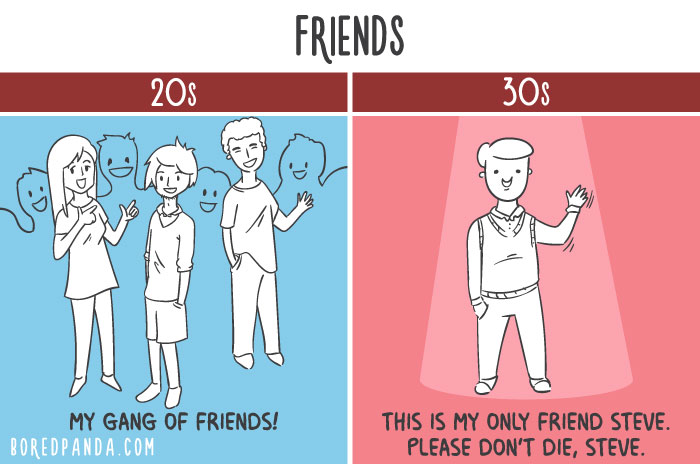 FRIENDS
20s
30s
MY GANG OF FRIENDS!
THIS IS MY ONLY FRIEND STEVE.
PLEASE DON'T DIE, STEVE.
BOREDPANDA.COM